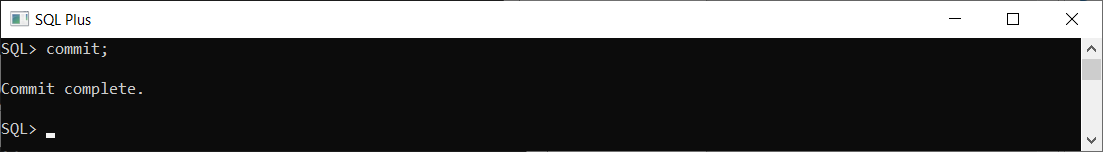 SQL Plus
SQL> commit;
Commit complete.
SQL>